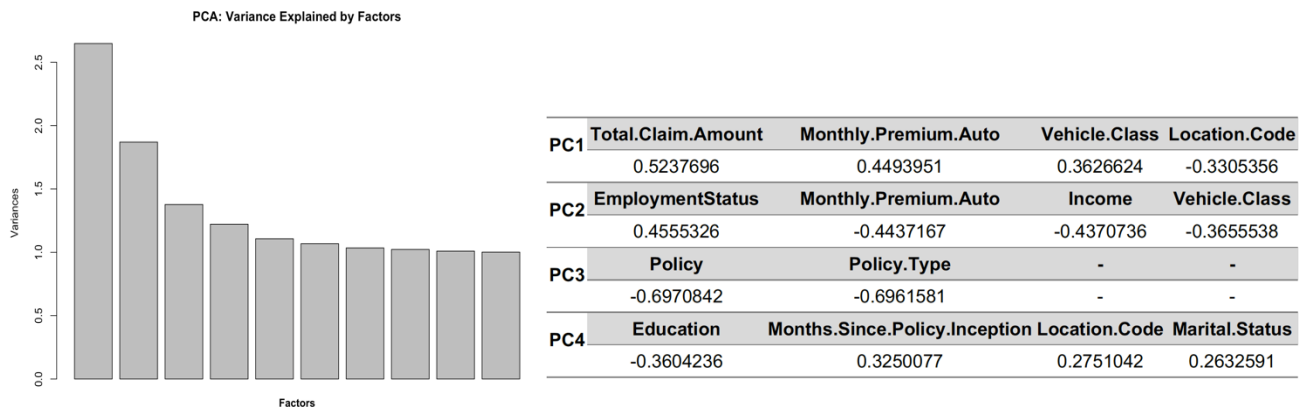 PCA: Variance Explained by Factors
2.5
2.0
1.5
1.0
0.5
0.0
Variances
Factors
PC1 Total.Claim.Amount Monthly.Premium.Auto Vehicle.Class Location.Code
0.5237696 0.4493951 0.3626624 -0.3305356
PC2 EmploymentStatus Monthly.Premium.Auto Income Vehicle.Class
0.4555326 -0.4437167 -0.4370736 -0.3655538
PC3 Policy Policy.Type - -
-0.6970842 -0.6961581 - -
PC4 Education Months.Since.Policy.Inception Location.Code Marital.Status
-0.3604236 0.3250077 0.2751042 0.2632591